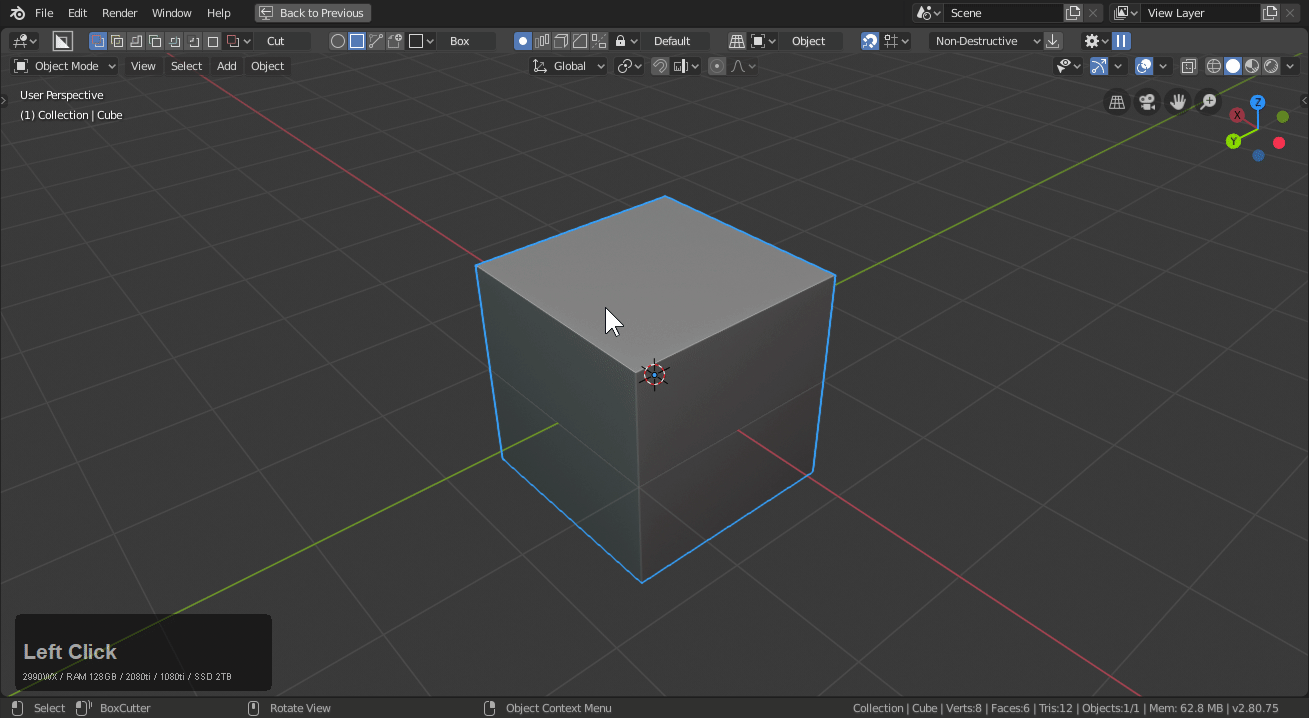 File Edit Render Window Help Back to Previous Scene View Layer
Cut Box Default Object Non-Destructive
Object Mode View Select Add Object Global
User Perspective
(1) Collection | Cube
Z
X
Y
Left Click
2990WX / RAM 128GB / 2080ti / 1080ti / SSD 2TB
Select BoxCutter Rotate View Object Context Menu Collection | Cube | Verts:8 | Faces:6 | Tris:12 | Objects:1/1 | Mem: 62.8 MB | v2.80.75